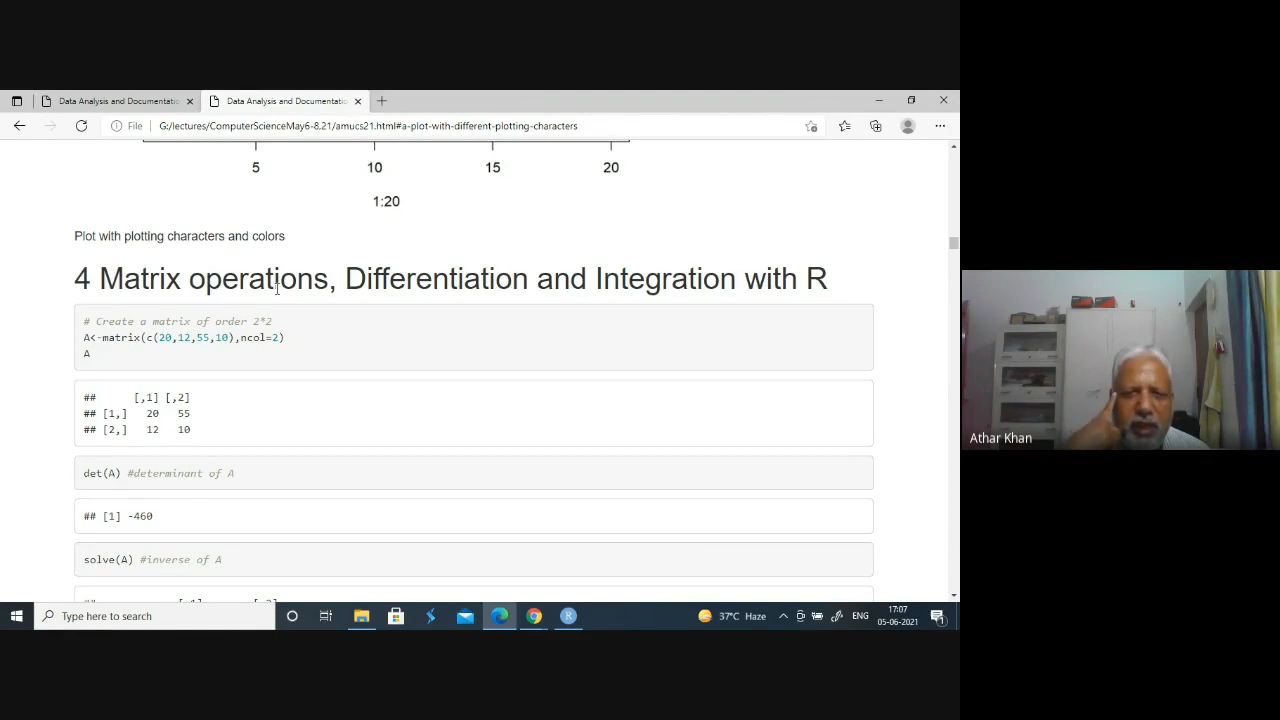 Data Analysis and Documentatic
Data Analysis and Documentatio
File
G:/lectures/ComputerScienceMay6-8,21/amucs21.html#a-plot-with-different-plotting-characters
5 10 15 20
1:20
Plot with plotting characters and colors
4 Matrix operations, Differentiation and Integration with R
# Create a matrix of order 2*2
A<-matrix(c(20,12,55,10),ncol=2)
A
## [,1] [,2]
## [1,] 20 55
## [2,] 12 10
det(A) #determinant of A
## [1] -460
solve(A) #inverse of A
Athar Khan
Type here to search
37°C Haze
ENG
17:07
05-06-2021
1